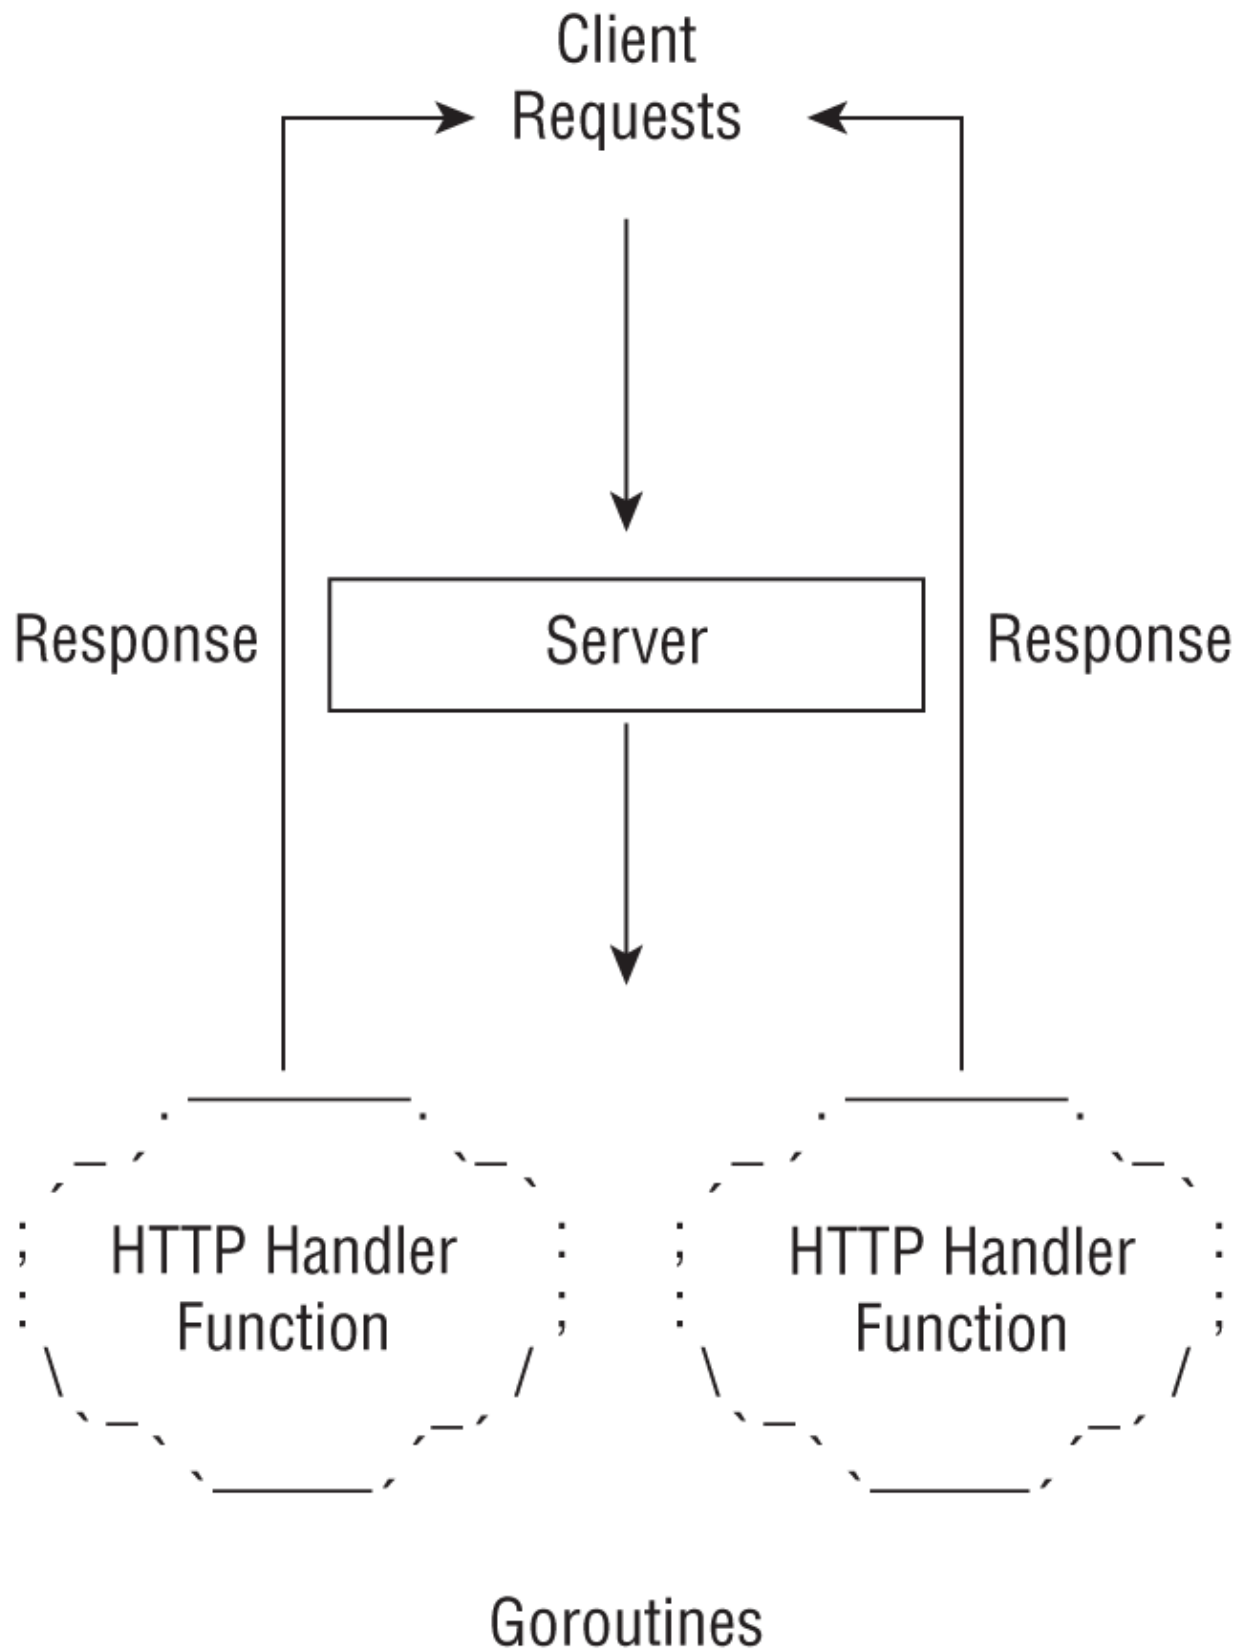 Client
Requests
Response
Server
Response
HTTP Handler
Function
HTTP Handler
Function
Goroutines